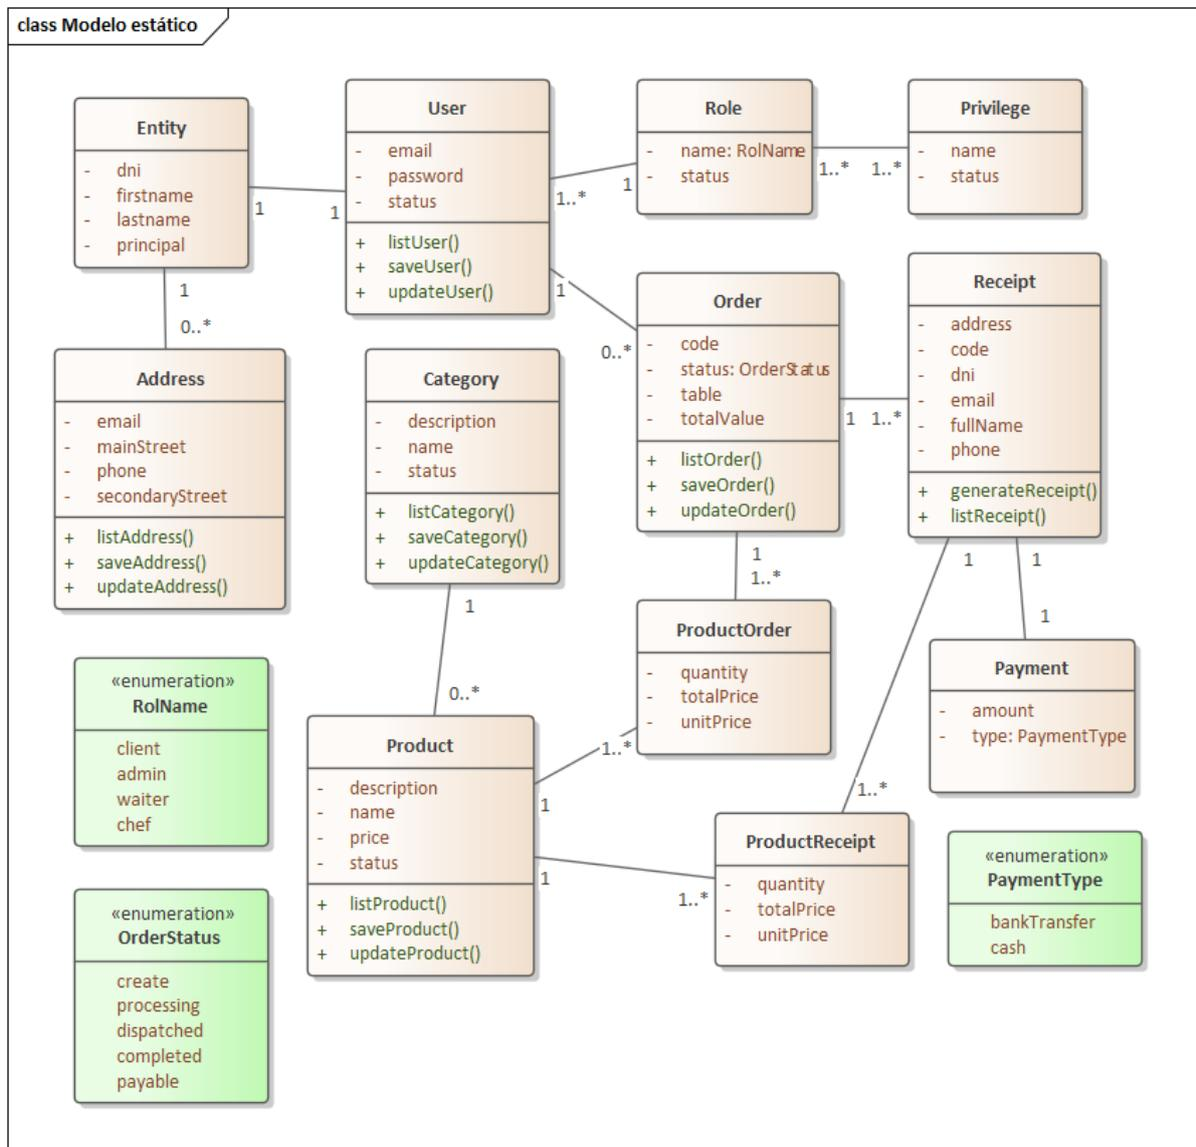 class Modelo estático
Entity
- dni
- firstname
- lastname
- principal
1
1
User
- email
- password
- status
+ listUser()
+ saveUser()
+ updateUser()
1..*
1
Role
- name: RolName
- status
1..*
1..*
Privilege
- name
- status
1
0..*
1
0..*
Address
- email
- mainStreet
- phone
- secondaryStreet
+ listAddress()
+ saveAddress()
+ updateAddress()
Category
- description
- name
- status
+ listCategory()
+ saveCategory()
+ updateCategory()
Order
- code
- status: OrderStatus
- table
- totalValue
+ listOrder()
+ saveOrder()
+ updateOrder()
1
1..*
Receipt
- address
- code
- dni
- email
- fullName
- phone
+ generateReceipt()
+ listReceipt()
1
0..*
1
1..*
1
1
1
1..*
ProductOrder
- quantity
- totalPrice
- unitPrice
Payment
- amount
- type: PaymentType
«enumeration»
RolName
client
admin
waiter
chef
Product
- description
- name
- price
- status
+ listProduct()
+ saveProduct()
+ updateProduct()
1..*
1
1
1..*
ProductReceipt
- quantity
- totalPrice
- unitPrice
«enumeration»
PaymentType
bankTransfer
cash
«enumeration»
OrderStatus
create
processing
dispatched
completed
payable